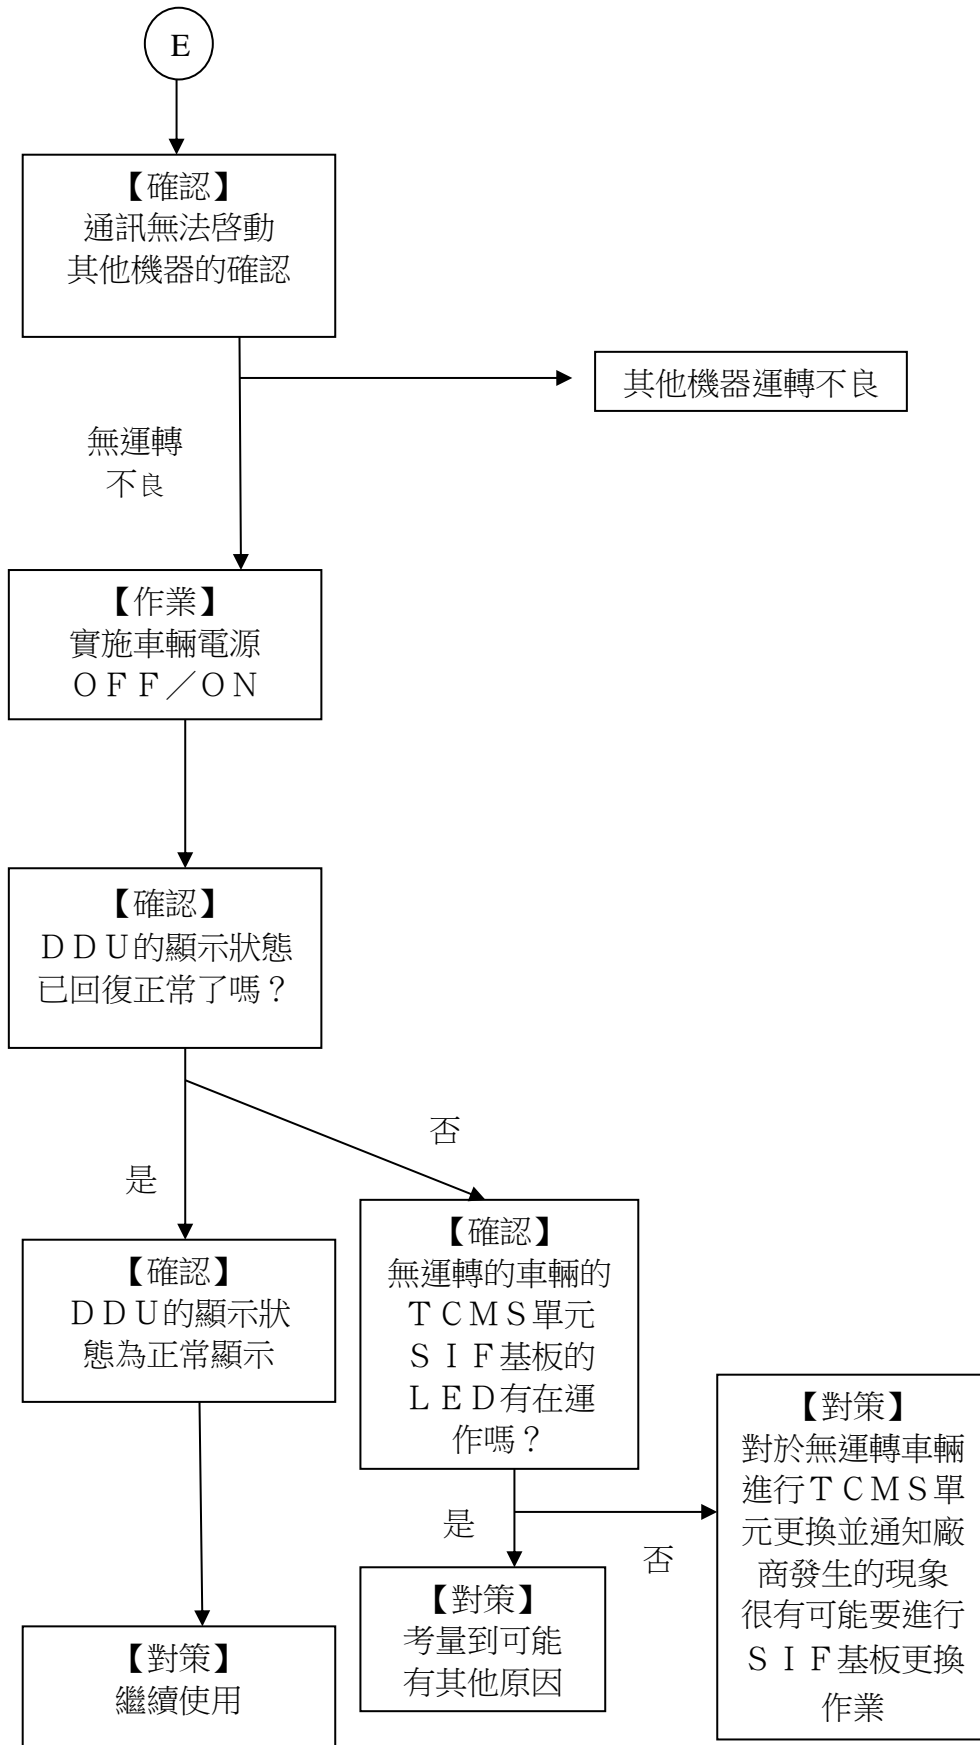 E
【確認】
通訊無法啓動
其他機器的確認
其他機器運轉不良
無運轉
不良
【作業】
實施車輛電源
ＯＦＦ／ＯＮ
【確認】
ＤＤＵ的顯示狀態
已回復正常了嗎？
否
是
【確認】
無運轉的車輛的
ＴＣＭＳ單元
ＳＩＦ基板的
ＬＥＤ有在運
作嗎？
【確認】
ＤＤＵ的顯示狀
態為正常顯示
【對策】
對於無運轉車輛
進行ＴＣＭＳ單
元更換並通知廠
商發生的現象
很有可能要進行
ＳＩＦ基板更換
作業
是
否
【對策】
考量到可能
有其他原因
【對策】
繼續使用